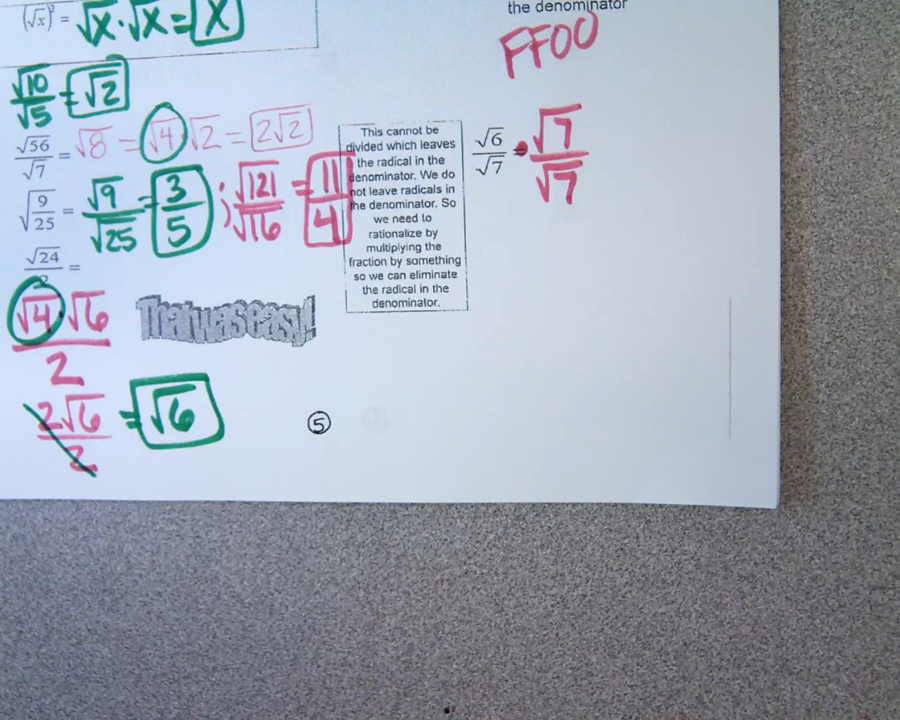 (√x)² = √x·√x = x
the denominator
FFOO
√10/√5 = √2
√56/√7 = √8 = √4 √2 = 2√2
√(9/25) = √9/√25 = 3/5 ; √121/√16 = 11/4
√24/2 =
√4 √6/2
2√6/2 = √6
That was easy!
This cannot be
divided which leaves
the radical in the
denominator. We do
not leave radicals in
the denominator. So
we need to
rationalize by
multiplying the
fraction by something
so we can eliminate
the radical in the
denominator.
√6/√7 · √7/√7
5